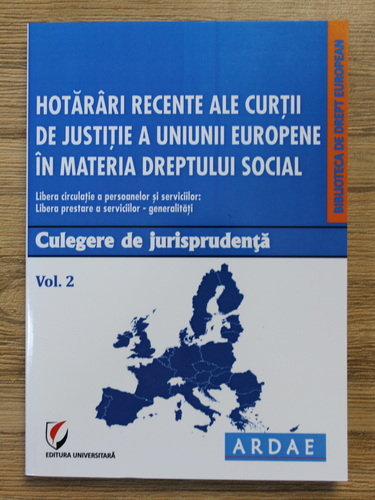 HOTĂRÂRI RECENTE ALE CURȚII
DE JUSTIȚIE A UNIUNII EUROPENE
ÎN MATERIA DREPTULUI SOCIAL
Libera circulație a persoanelor și serviciilor:
Libera prestare a serviciilor - generalități
Culegere de jurisprudență
Vol. 2
BIBLIOTECA DE DREPT EUROPEAN
EDITURA UNIVERSITARĂ
ARDAE